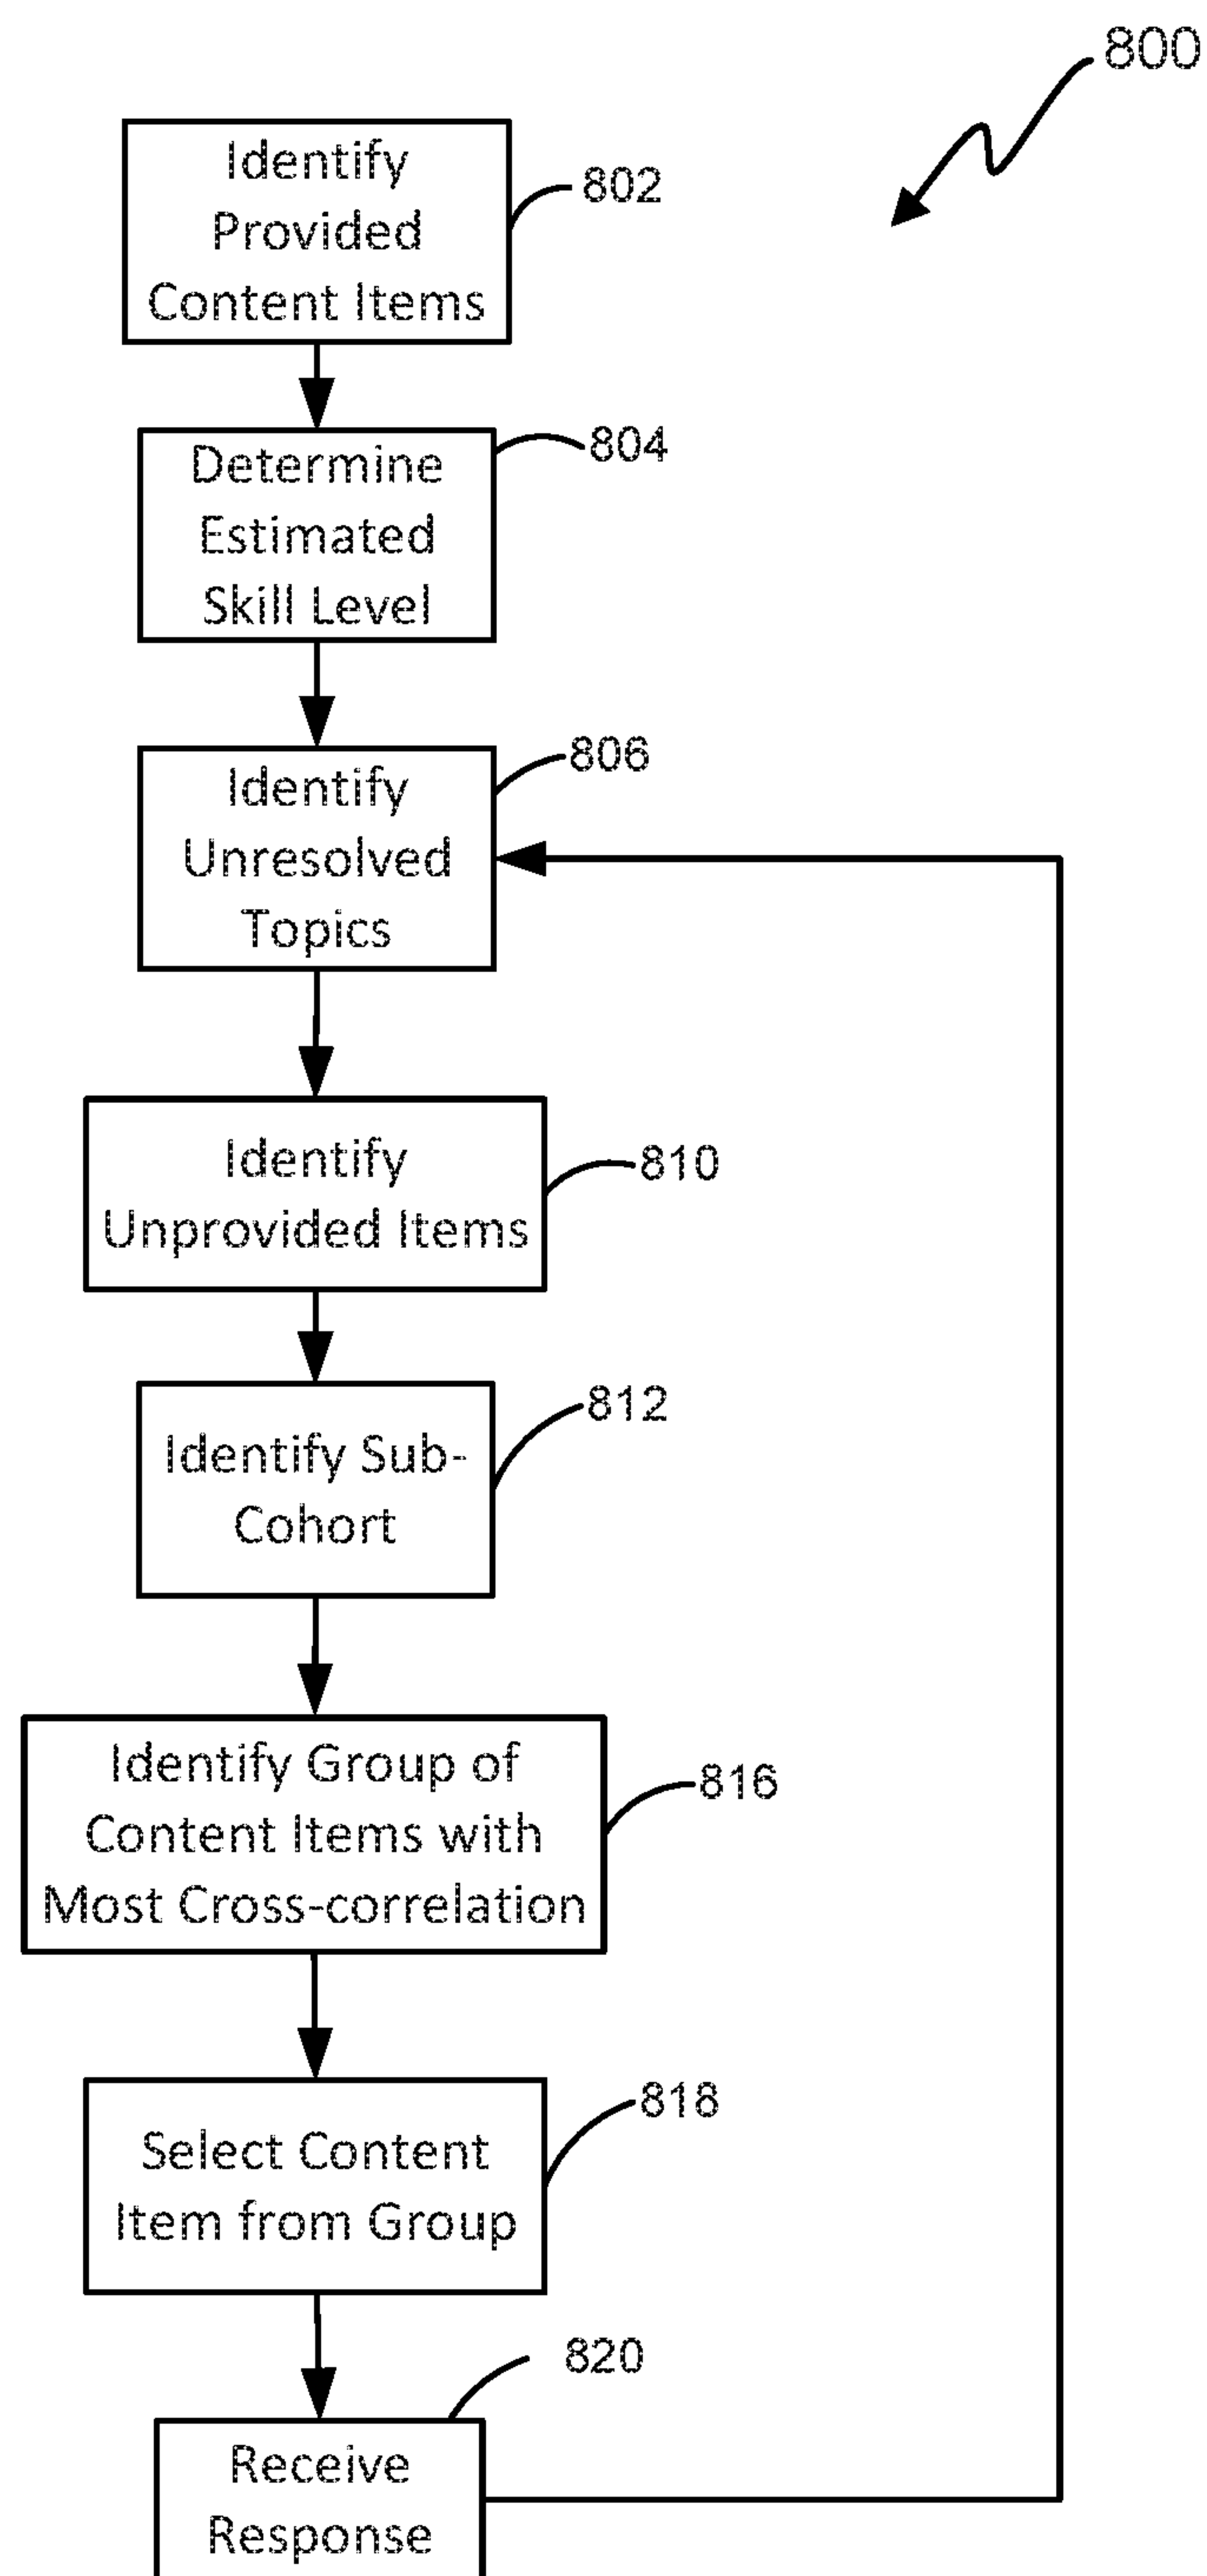 800
Identify
Provided
Content Items
802
Determine
Estimated
Skill Level
804
Identify
Unresolved
Topics
806
Identify
Unprovided Items
810
Identify Sub-
Cohort
812
Identify Group of
Content Items with
Most Cross-correlation
816
Select Content
Item from Group
818
Receive
Response
820